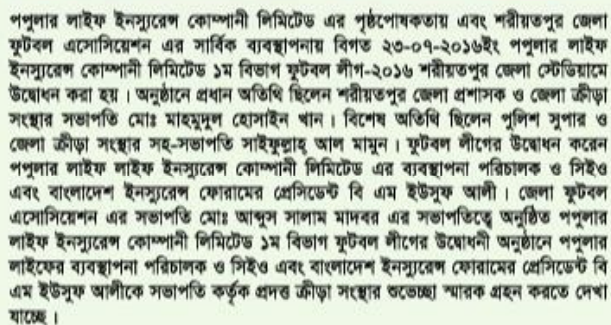 পপুলার লাইফ ইনস্যুরেন্স কোম্পানী লিমিটেড এর পৃষ্ঠপোষকতায় এবং শরীয়তপুর জেলা
ফুটবল এসোসিয়েশন এর সার্বিক ব্যবস্থাপনায় বিগত ২৩-০৭-২০১৬ইং পপুলার লাইফ
ইনস্যুরেন্স কোম্পানী লিমিটেড ১ম বিভাগ ফুটবল লীগ-২০১৬ শরীয়তপুর জেলা স্টেডিয়ামে
উদ্বোধন করা হয় । অনুষ্ঠানে প্রধান অতিথি ছিলেন শরীয়তপুর জেলা প্রশাসক ও জেলা ক্রীড়া
সংস্থার সভাপতি মোঃ মাহমুদুল হোসাইন খান । বিশেষ অতিথি ছিলেন পুলিশ সুপার ও
জেলা ক্রীড়া সংস্থার সহ-সভাপতি সাইফুল্লাহ্ আল মামুন । ফুটবল লীগের উদ্বোধন করেন
পপুলার লাইফ লাইফ ইনস্যুরেন্স কোম্পানী লিমিটেড এর ব্যবস্থাপনা পরিচালক ও সিইও
এবং বাংলাদেশ ইনস্যুরেন্স ফোরামের প্রেসিডেন্ট বি এম ইউসুফ আলী । জেলা ফুটবল
এসোসিয়েশন এর সভাপতি মোঃ আব্দুস সালাম মাদবর এর সভাপতিত্বে অনুষ্ঠিত পপুলার
লাইফ ইনস্যুরেন্স কোম্পানী লিমিটেড ১ম বিভাগ ফুটবল লীগের উদ্বোধনী অনুষ্ঠানে পপুলার
লাইফের ব্যবস্থাপনা পরিচালক ও সিইও এবং বাংলাদেশ ইনস্যুরেন্স ফোরামের প্রেসিডেন্ট বি
এম ইউসুফ আলীকে সভাপতি কর্তৃক প্রদত্ত ক্রীড়া সংস্থার শুভেচ্ছা স্মারক গ্রহন করতে দেখা
যাচ্ছে ।